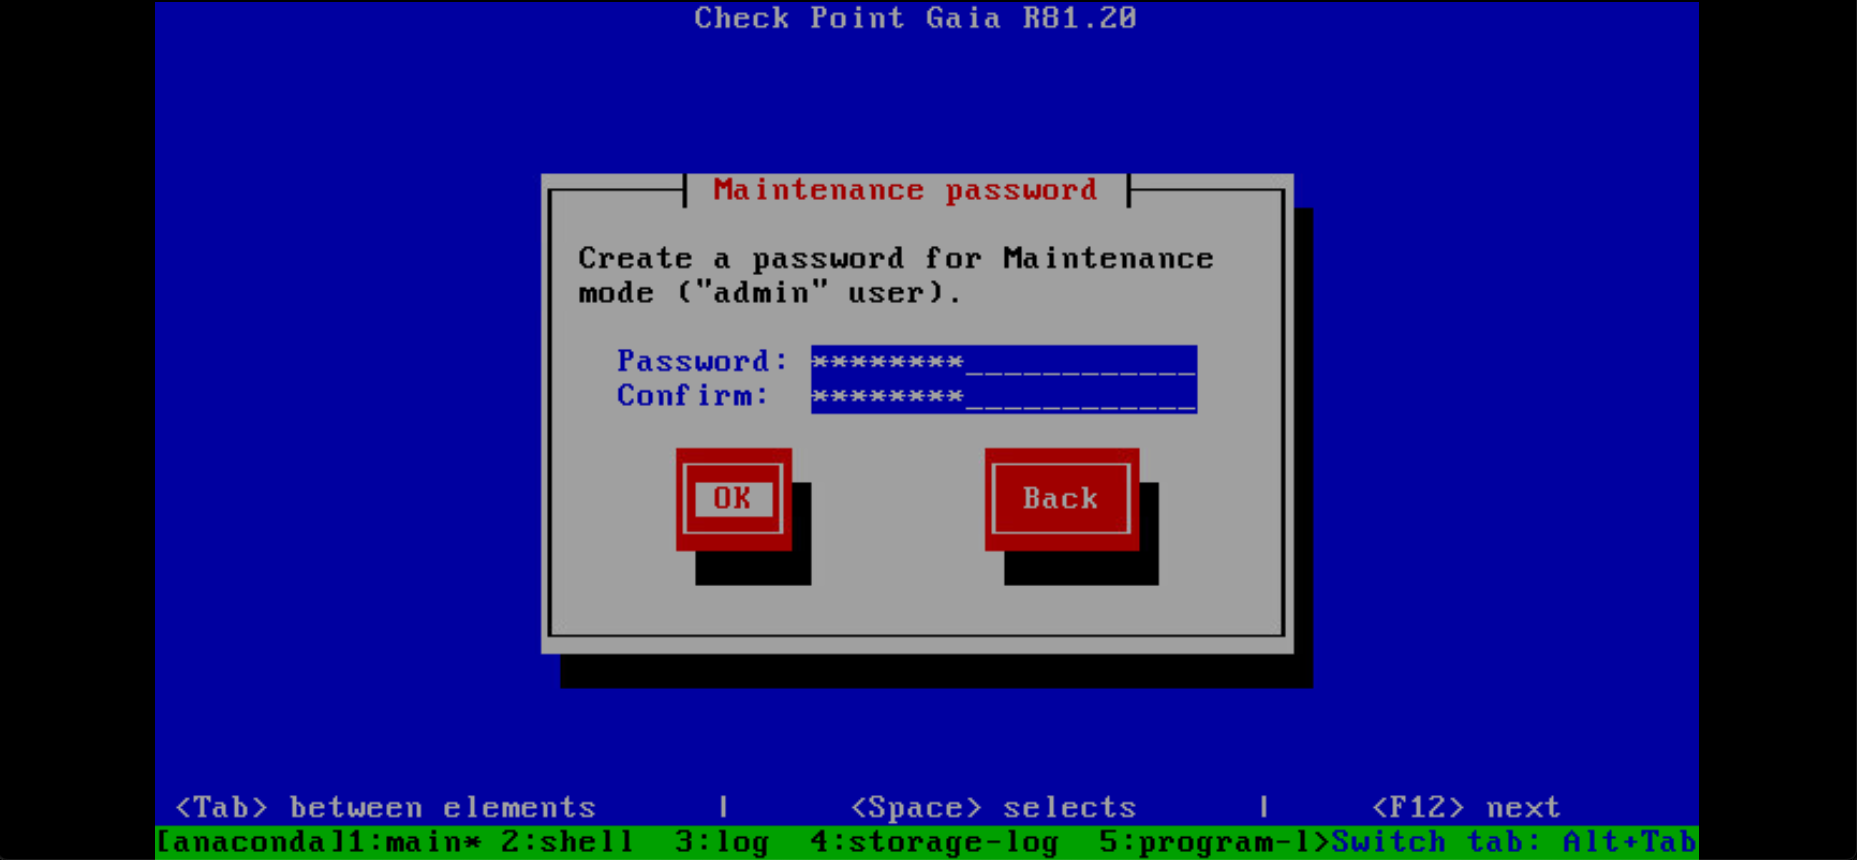 Check Point Gaia R81.20
Maintenance password
Create a password for Maintenance
mode ("admin" user).
Password: ********____________
Confirm: ********____________
OK Back
<Tab> between elements | <Space> selects | <F12> next
[anaconda]1:main* 2:shell 3:log 4:storage-log 5:program-l>Switch tab: Alt+Tab